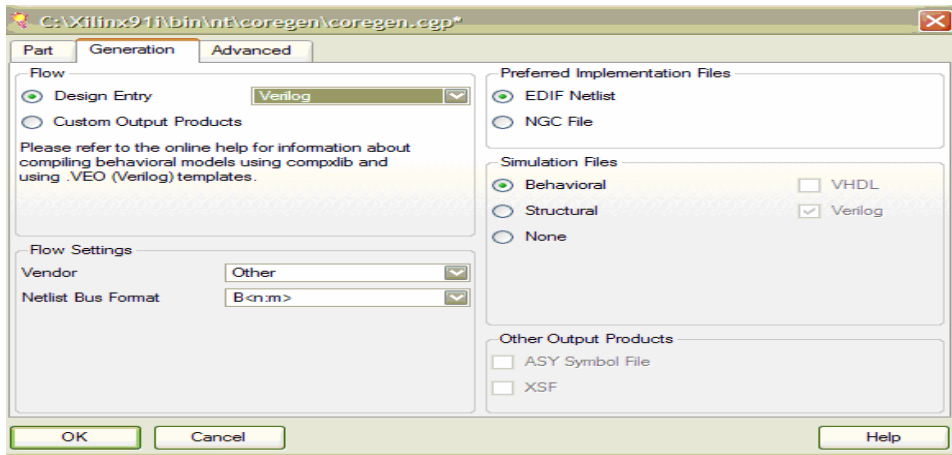 C:\Xilinx91i\bin\nt\coregen\coregen.cgp*
Part Generation Advanced
Flow
Design Entry Verilog
Custom Output Products
Please refer to the online help for information about
compiling behavioral models using compxlib and
using .VEO (Verilog) templates.
Flow Settings
Vendor Other
Netlist Bus Format B<n:m>
Preferred Implementation Files
EDIF Netlist
NGC File
Simulation Files
Behavioral VHDL
Structural Verilog
None
Other Output Products
ASY Symbol File
XSF
OK Cancel Help